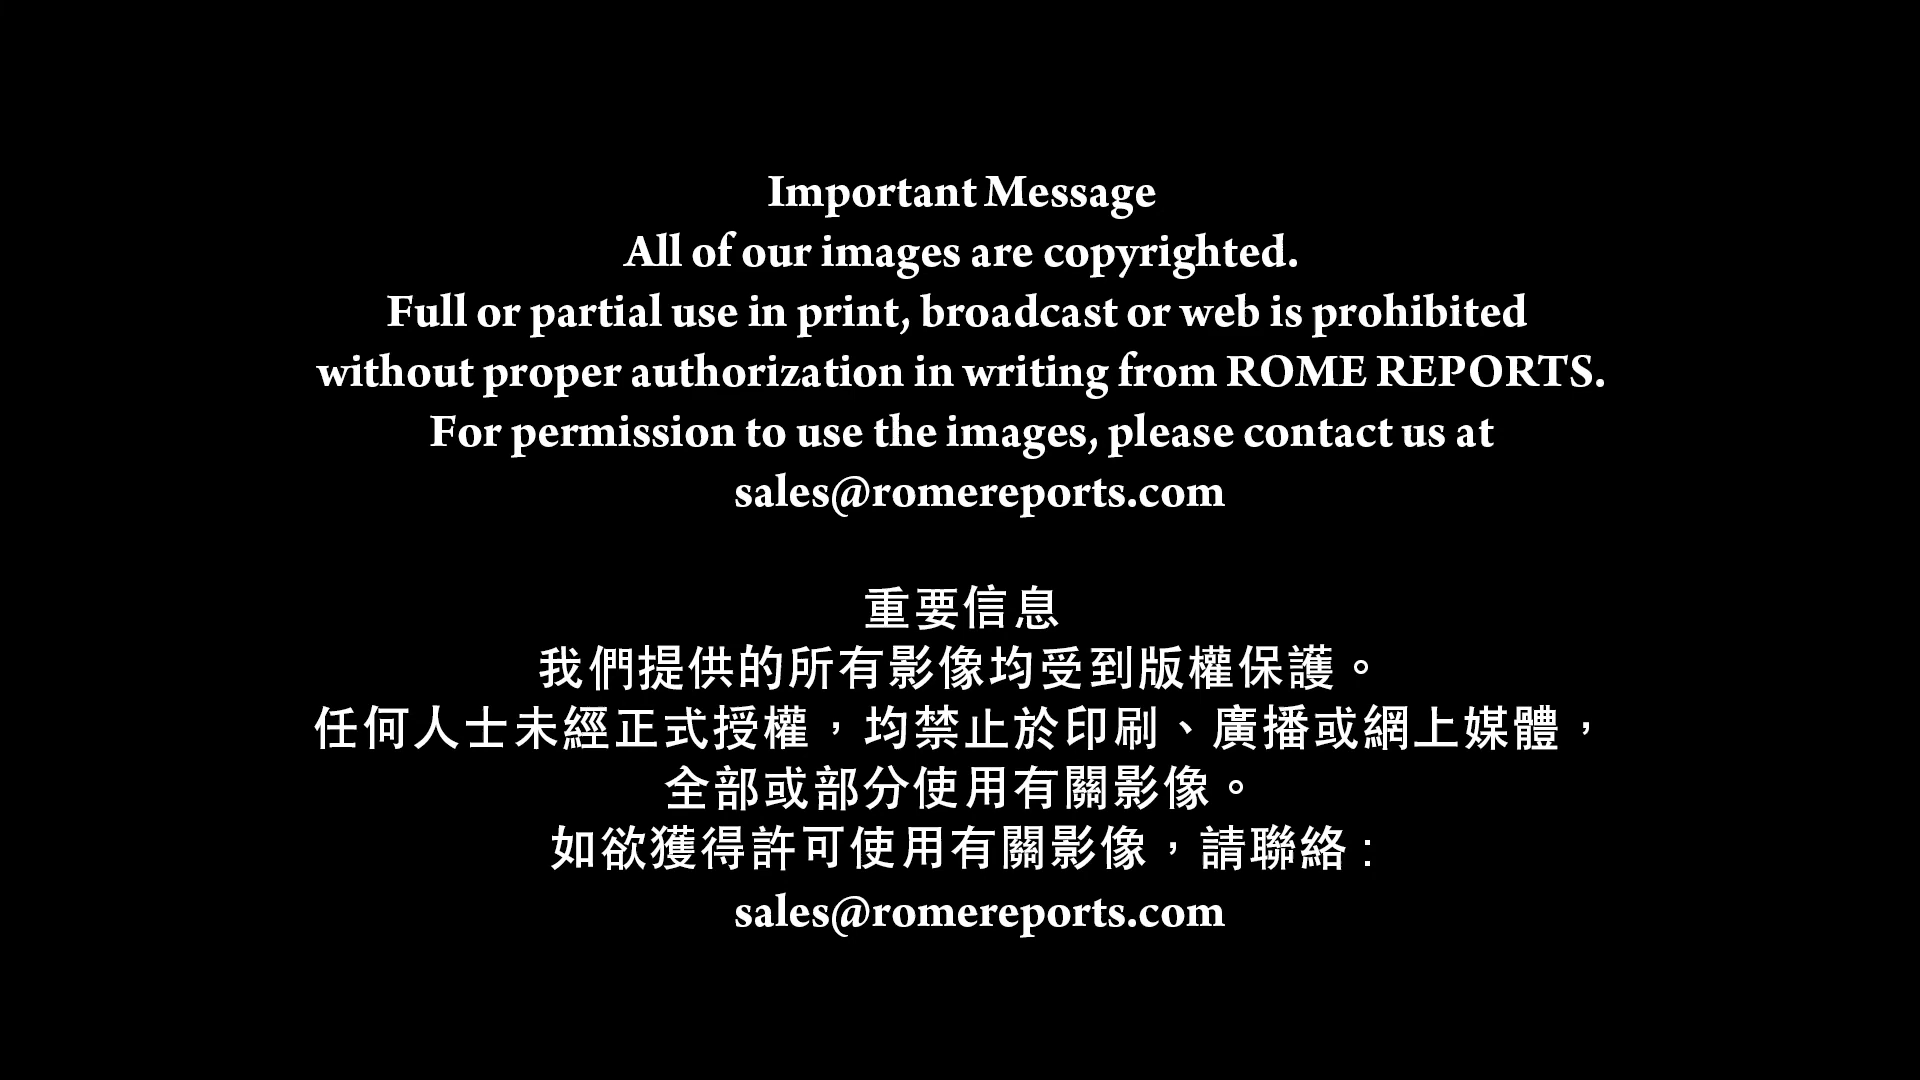 Important Message
All of our images are copyrighted.
Full or partial use in print, broadcast or web is prohibited
without proper authorization in writing from ROME REPORTS.
For permission to use the images, please contact us at
sales@romereports.com
重要信息
我們提供的所有影像均受到版權保護。
任何人士未經正式授權，均禁止於印刷、廣播或網上媒體，
全部或部分使用有關影像。
如欲獲得許可使用有關影像，請聯絡:
sales@romereports.com